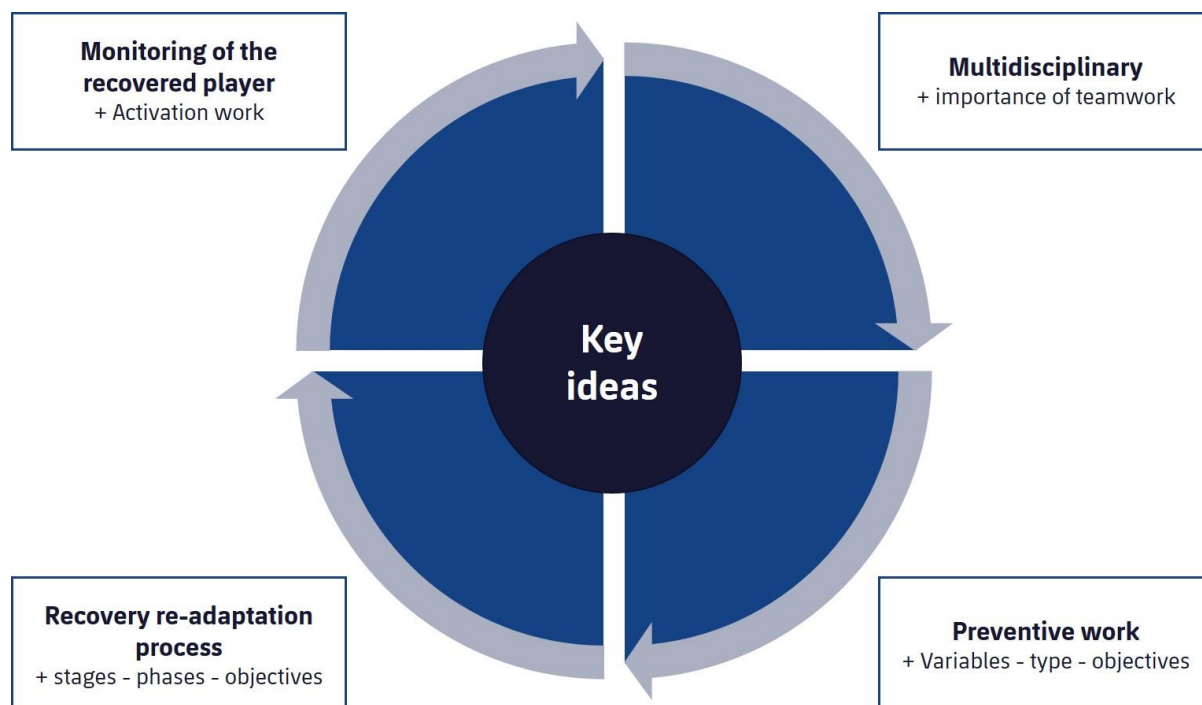 Monitoring of the
recovered player
+ Activation work
Multidisciplinary
+ importance of teamwork
Key
ideas
Recovery re-adaptation
process
+ stages - phases - objectives
Preventive work
+ Variables - type - objectives